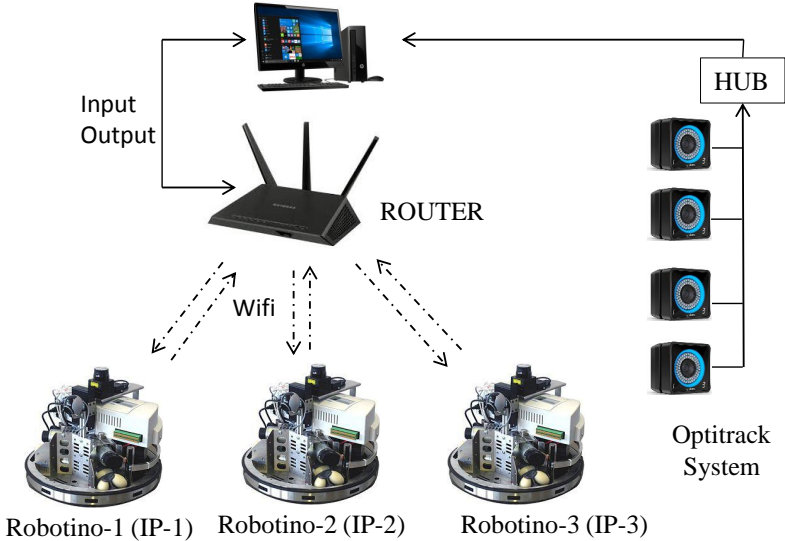 HUB
Input
Output
ROUTER
Wifi
Optitrack
System
Robotino-1 (IP-1)
Robotino-2 (IP-2)
Robotino-3 (IP-3)